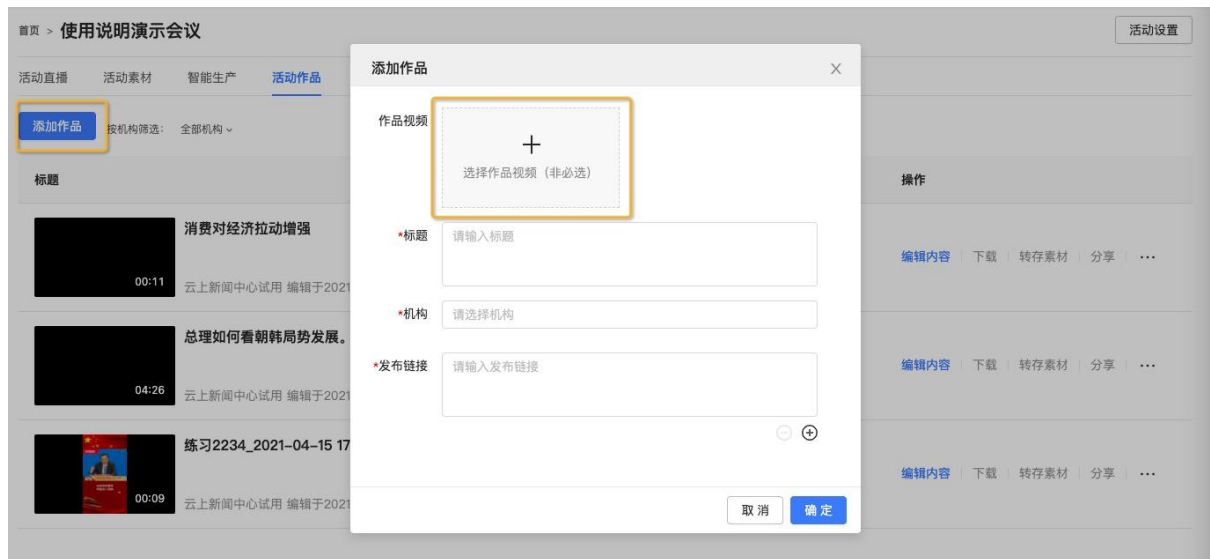 首页 > 使用说明演示会议
活动设置
活动直播 活动素材 智能生产 活动作品
添加作品 按机构筛选: 全部机构
标题 操作
消费对经济拉动增强
00:11
云上新闻中心试用 编辑于2021
编辑内容 下载 转存素材 分享 ···
总理如何看朝韩局势发展。
04:26
云上新闻中心试用 编辑于2021
编辑内容 下载 转存素材 分享 ···
练习2234_2021-04-15 17
00:09
云上新闻中心试用 编辑于2021
编辑内容 下载 转存素材 分享 ···
添加作品
作品视频
选择作品视频（非必选）
*标题 请输入标题
*机构 请选择机构
*发布链接 请输入发布链接
取消 确定